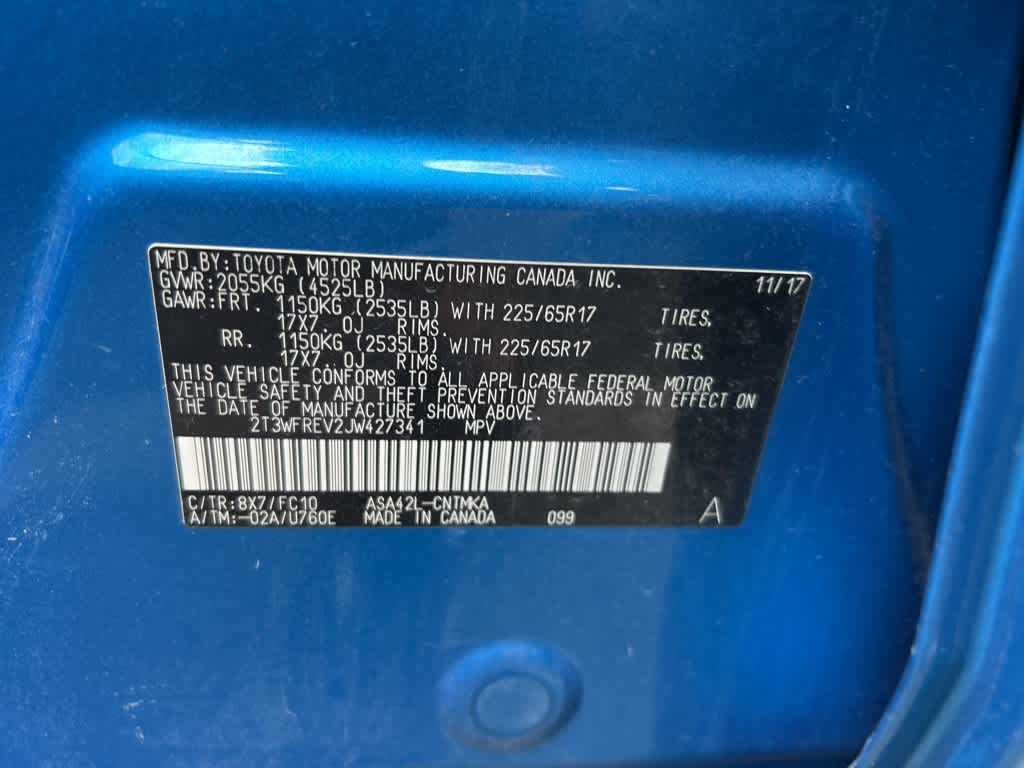 MFD.BY:TOYOTA MOTOR MANUFACTURING CANADA INC. 11/17
GVWR:2055KG (4525LB)
GAWR:FRT. 1150KG (2535LB) WITH 225/65R17 TIRES,
17X7.0J RIMS.
RR. 1150KG (2535LB) WITH 225/65R17 TIRES,
17X7.0J RIMS.
THIS VEHICLE CONFORMS TO ALL APPLICABLE FEDERAL MOTOR
VEHICLE SAFETY AND THEFT PREVENTION STANDARDS IN EFFECT ON
THE DATE OF MANUFACTURE SHOWN ABOVE.
2T3WFREV2JW427341 MPV
C/TR:8X7/FC10 ASA42L-CNTMKA
A/TM:-02A/U760E MADE IN CANADA 099 A